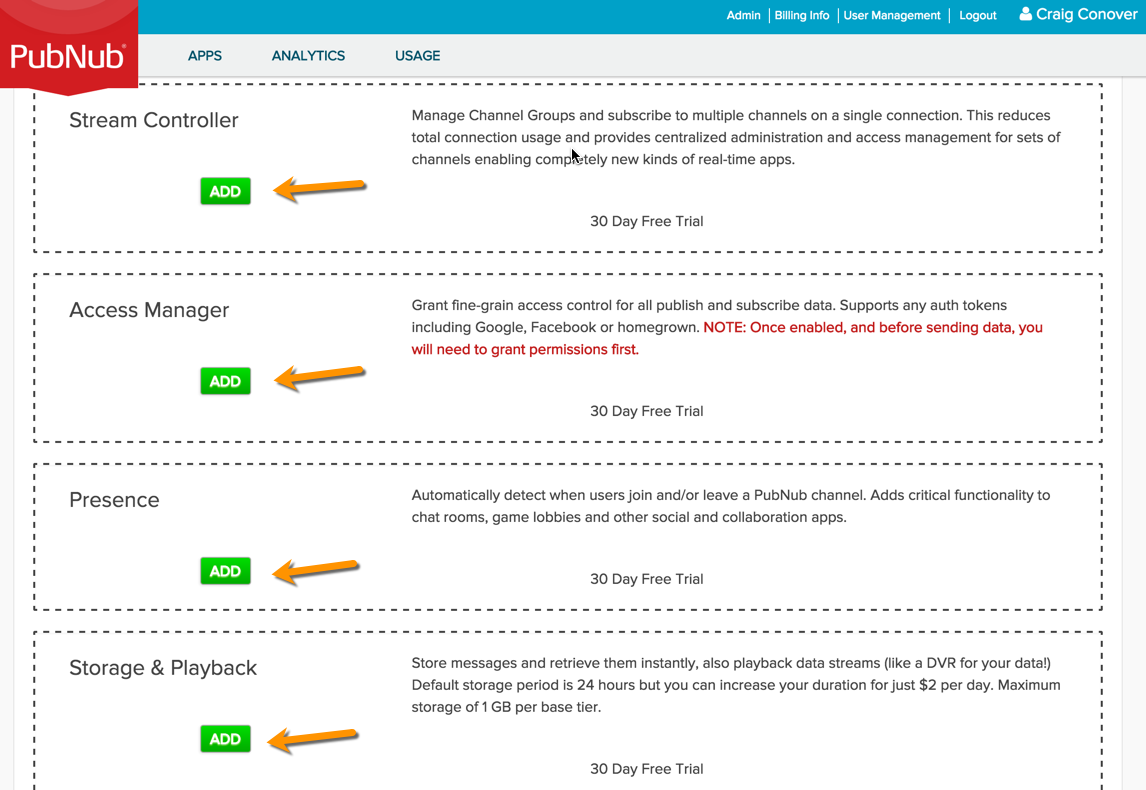 Admin | Billing Info | User Management | Logout Craig Conover
PubNub®
APPS ANALYTICS USAGE
Stream Controller
Manage Channel Groups and subscribe to multiple channels on a single connection. This reduces
total connection usage and provides centralized administration and access management for sets of
channels enabling completely new kinds of real-time apps.
ADD
30 Day Free Trial
Access Manager
Grant fine-grain access control for all publish and subscribe data. Supports any auth tokens
including Google, Facebook or homegrown. NOTE: Once enabled, and before sending data, you
will need to grant permissions first.
ADD
30 Day Free Trial
Presence
Automatically detect when users join and/or leave a PubNub channel. Adds critical functionality to
chat rooms, game lobbies and other social and collaboration apps.
ADD
30 Day Free Trial
Storage & Playback
Store messages and retrieve them instantly, also playback data streams (like a DVR for your data!)
Default storage period is 24 hours but you can increase your duration for just $2 per day. Maximum
storage of 1 GB per base tier.
ADD
30 Day Free Trial